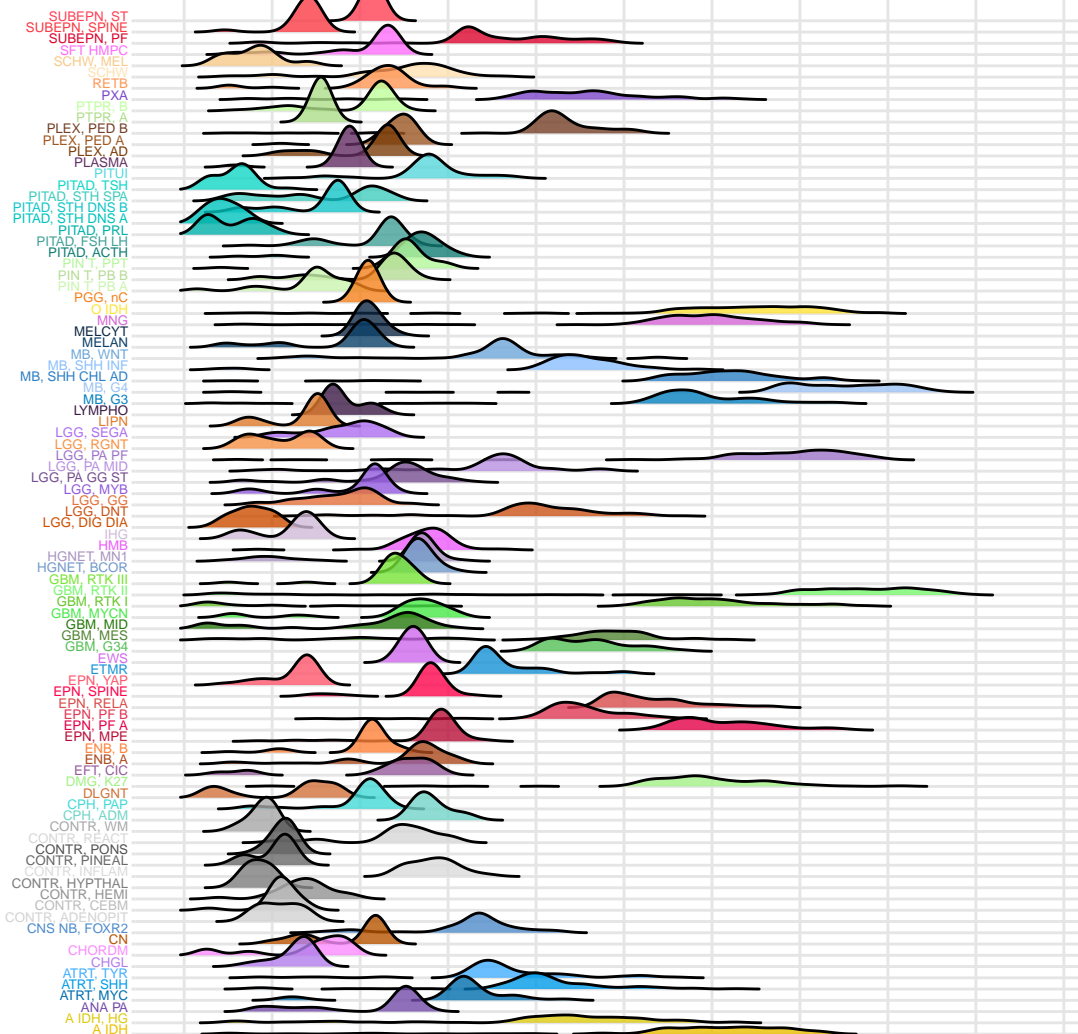 SUBEPN, ST
SUBEPN, SPINE
SUBEPN, PF
SFT HMPC
SCHW, MEL
SCHW
RETB
PXA
PTPR, B
PTPR, A
PLEX, PED B
PLEX, PED A
PLEX, AD
PLASMA
PITUI
PITAD, TSH
PITAD, STH SPA
PITAD, STH DNS B
PITAD, STH DNS A
PITAD, PRL
PITAD, FSH LH
PITAD, ACTH
PIN T, PPT
PIN T, PB B
PIN T, PB A
PGG, nC
O IDH
MNG
MELCYT
MELAN
MB, WNT
MB, SHH INF
MB, SHH CHL AD
MB, G4
MB, G3
LYMPHO
LIPN
LGG, SEGA
LGG, RGNT
LGG, PA PF
LGG, PA MID
LGG, PA GG ST
LGG, MYB
LGG, GG
LGG, DNT
LGG, DIG DIA
IHG
HMB
HGNET, MN1
HGNET, BCOR
GBM, RTK III
GBM, RTK II
GBM, RTK I
GBM, MYCN
GBM, MID
GBM, MES
GBM, G34
EWS
ETMR
EPN, YAP
EPN, SPINE
EPN, RELA
EPN, PF B
EPN, PF A
EPN, MPE
ENB, B
ENB, A
EFT, CIC
DMG, K27
DLGNT
CPH, PAP
CPH, ADM
CONTR, WM
CONTR, REACT
CONTR, PONS
CONTR, PINEAL
CONTR, INFLAM
CONTR, HYPTHAL
CONTR, HEMI
CONTR, CEBM
CONTR, ADENOPIT
CNS NB, FOXR2
CN
CHORDM
CHGL
ATRT, TYR
ATRT, SHH
ATRT, MYC
ANA PA
A IDH, HG
A IDH